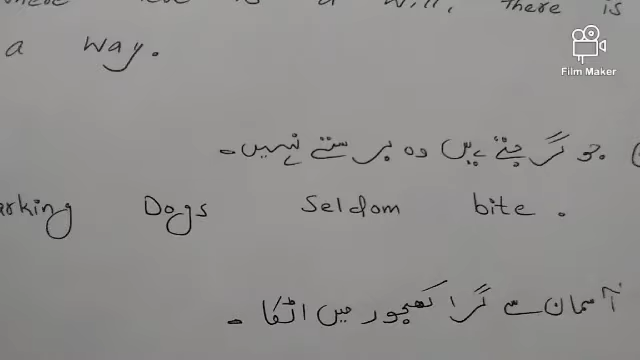 there is
a way.
جو گرجتے ہیں وہ برستے نہیں۔
Dogs Seldom bite.
آسمان سے گرا کھجور میں اٹکا۔
Film Maker